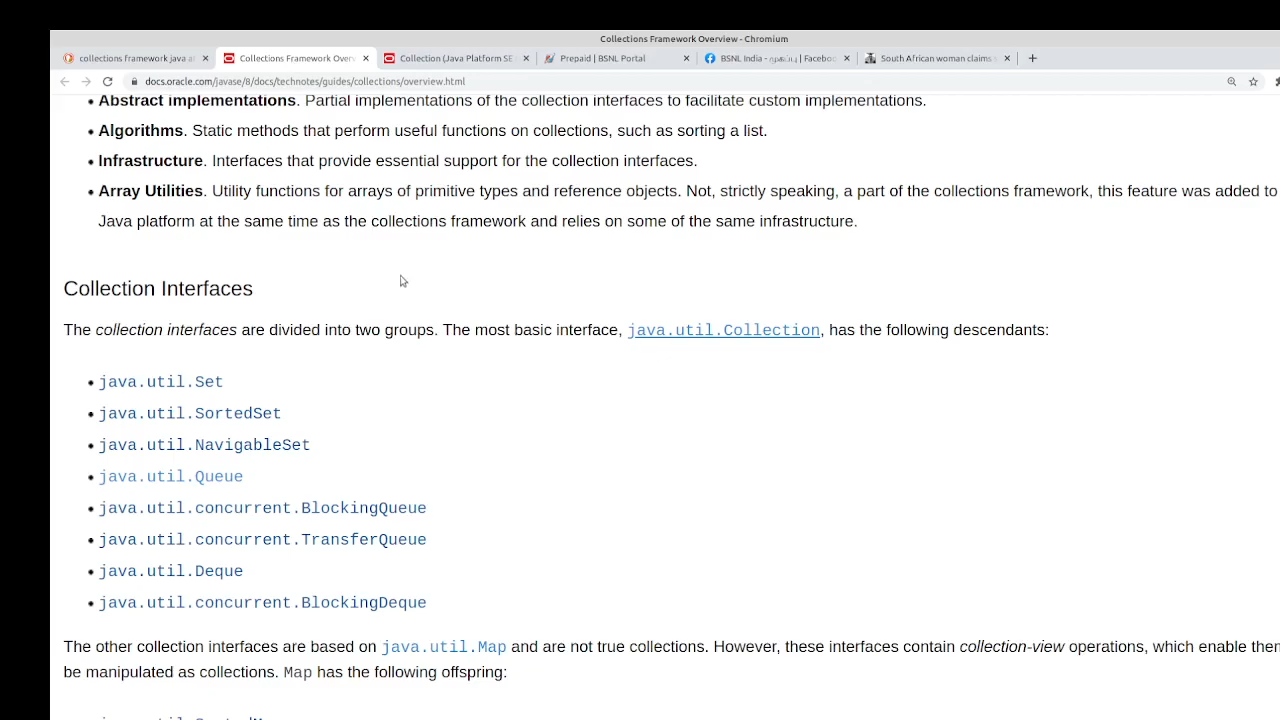 Collections Framework Overview - Chromium
collections framework java a
Collections Framework Over
Collection (Java Platform SE
Prepaid | BSNL Portal
BSNL India - முகப்பு | Faceboo
South African woman claims
docs.oracle.com/javase/8/docs/technotes/guides/collections/overview.html
Abstract implementations. Partial implementations of the collection interfaces to facilitate custom implementations.
Algorithms. Static methods that perform useful functions on collections, such as sorting a list.
Infrastructure. Interfaces that provide essential support for the collection interfaces.
Array Utilities. Utility functions for arrays of primitive types and reference objects. Not, strictly speaking, a part of the collections framework, this feature was added to
Java platform at the same time as the collections framework and relies on some of the same infrastructure.
Collection Interfaces
The collection interfaces are divided into two groups. The most basic interface, java.util.Collection, has the following descendants:
java.util.Set
java.util.SortedSet
java.util.NavigableSet
java.util.Queue
java.util.concurrent.BlockingQueue
java.util.concurrent.TransferQueue
java.util.Deque
java.util.concurrent.BlockingDeque
The other collection interfaces are based on java.util.Map and are not true collections. However, these interfaces contain collection-view operations, which enable them
be manipulated as collections. Map has the following offspring: